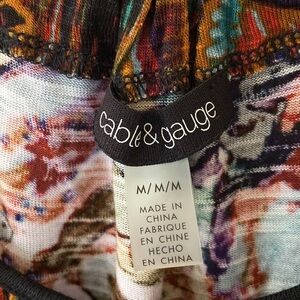 cable & gauge
M/M/M
MADE IN
CHINA
FABRIQUE
EN CHINE
HECHO
EN CHINA